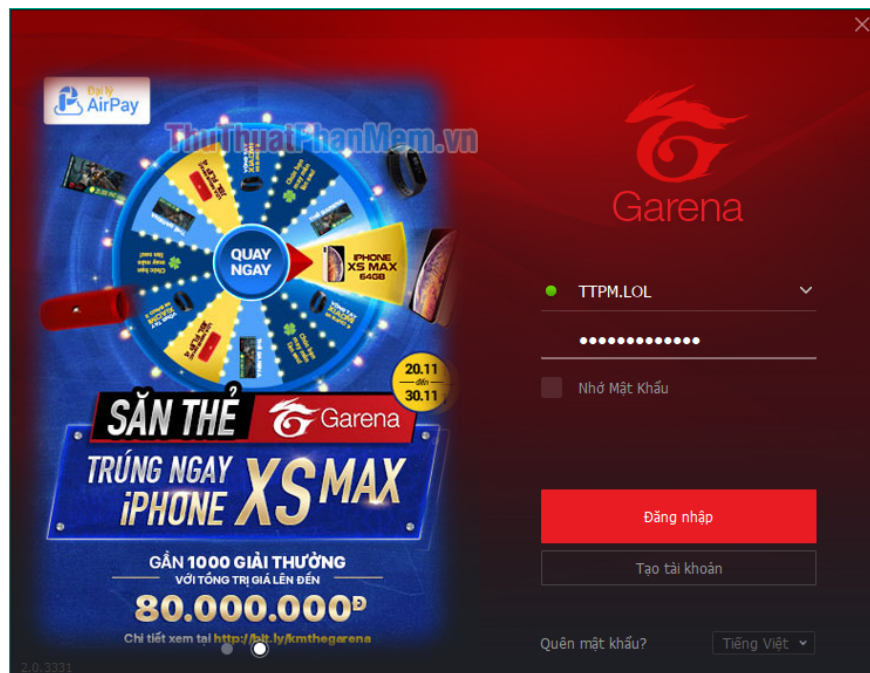 Đại lý
AirPay
ThuThuatPhanMem.vn
QUAY
NGAY
IPHONE
XS MAX
64GB
20.11
đến
30.11
SĂN THẺ
Garena
TRÚNG NGAY
iPHONE XS MAX
GẦN 1000 GIẢI THƯỞNG
VỚI TỔNG TRỊ GIÁ LÊN ĐẾN
80.000.000Đ
Chi tiết xem tại http://bit.ly/kmthegarena
2.0.3331
Garena
TTPM.LOL
Nhớ Mật Khẩu
Đăng nhập
Tạo tài khoản
Quên mật khẩu?
Tiếng Việt